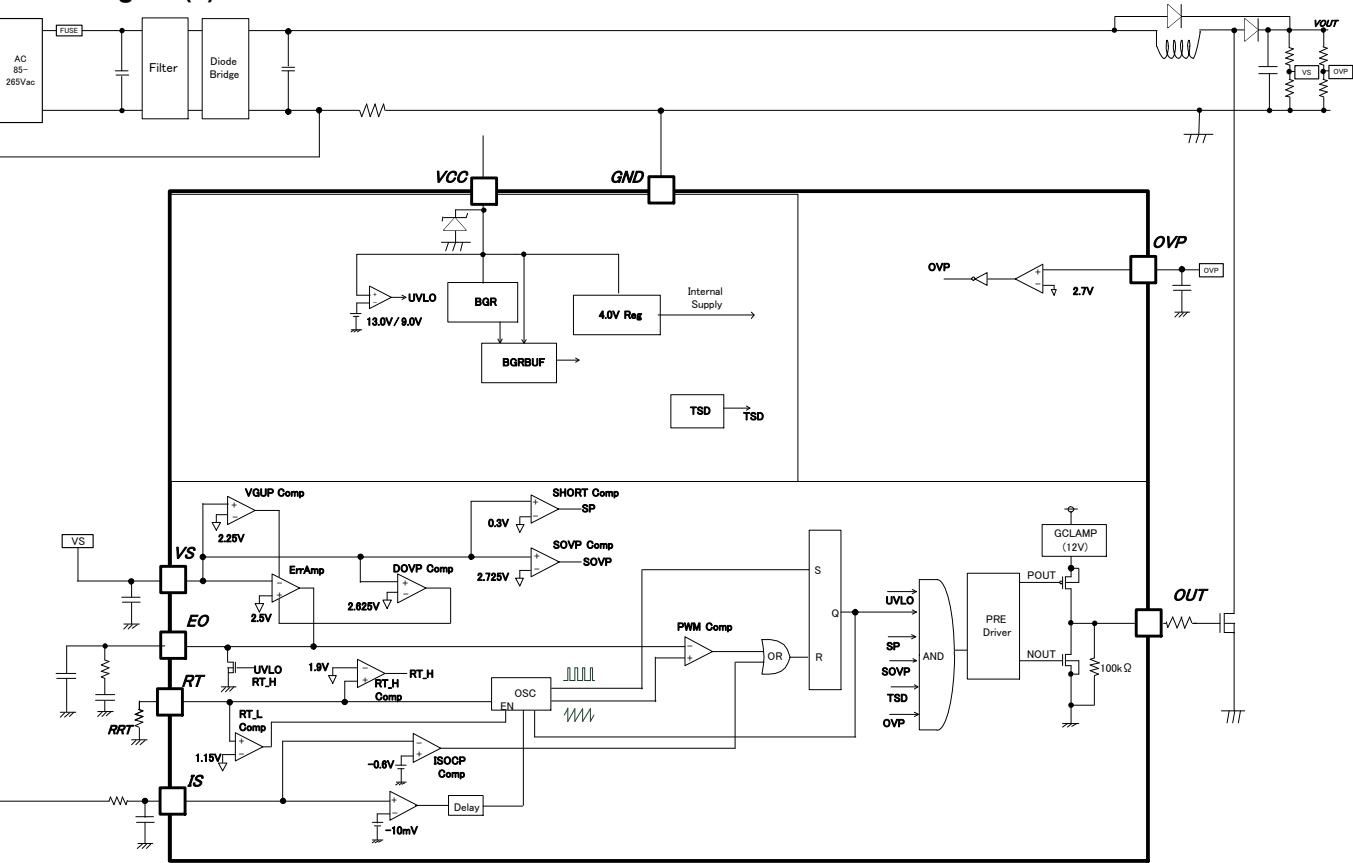 FUSE
VOUT
AC
85-
265Vac
Filter
Diode
Bridge
VS
OVP
VCC
GND
OVP
OVP
OVP
2.7V
UVLO
13.0V/9.0V
BGR
4.0V Reg
Internal
Supply
BGRBUF
TSD
TSD
VGUP Comp
2.25V
SHORT Comp
0.3V
SP
SOVP Comp
SOVP
2.725V
VS
VS
ErrAmp
2.5V
DOVP Comp
2.625V
GCLAMP
(12V)
S
Q
R
UVLO
SP
SOVP
TSD
OVP
AND
PRE
Driver
POUT
NOUT
100kΩ
OUT
EO
UVLO
RT_H
1.9V
RT_H
RT_H
Comp
PWM Comp
OR
RT
RRT
RT_L
Comp
1.15V
OSC
EN
-0.6V
ISOCP
Comp
IS
Delay
-10mV